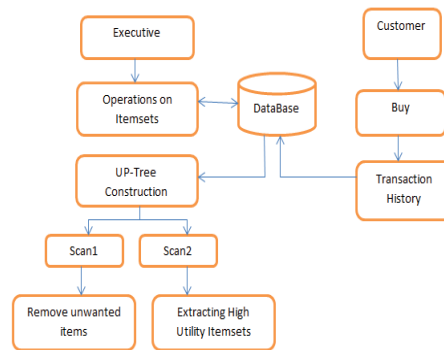 Executive
Customer
Operations on
Itemsets
DataBase
Buy
UP-Tree
Construction
Transaction
History
Scan1
Scan2
Remove unwanted
items
Extracting High
Utility Itemsets